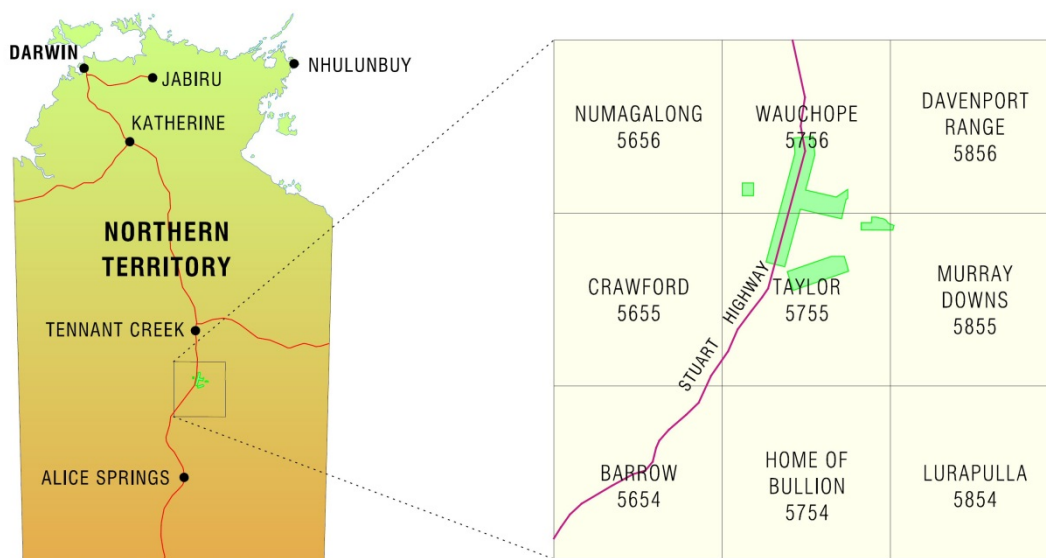 DARWIN
NHULUNBUY
JABIRU
KATHERINE
NORTHERN
TERRITORY
TENNANT CREEK
ALICE SPRINGS
NUMAGALONG
5656
WAUCHOPE
5756
DAVENPORT
RANGE
5856
CRAWFORD
5655
STUART HIGHWAY
TAYLOR
5755
MURRAY
DOWNS
5855
BARROW
5654
HOME OF
BULLION
5754
LURAPULLA
5854